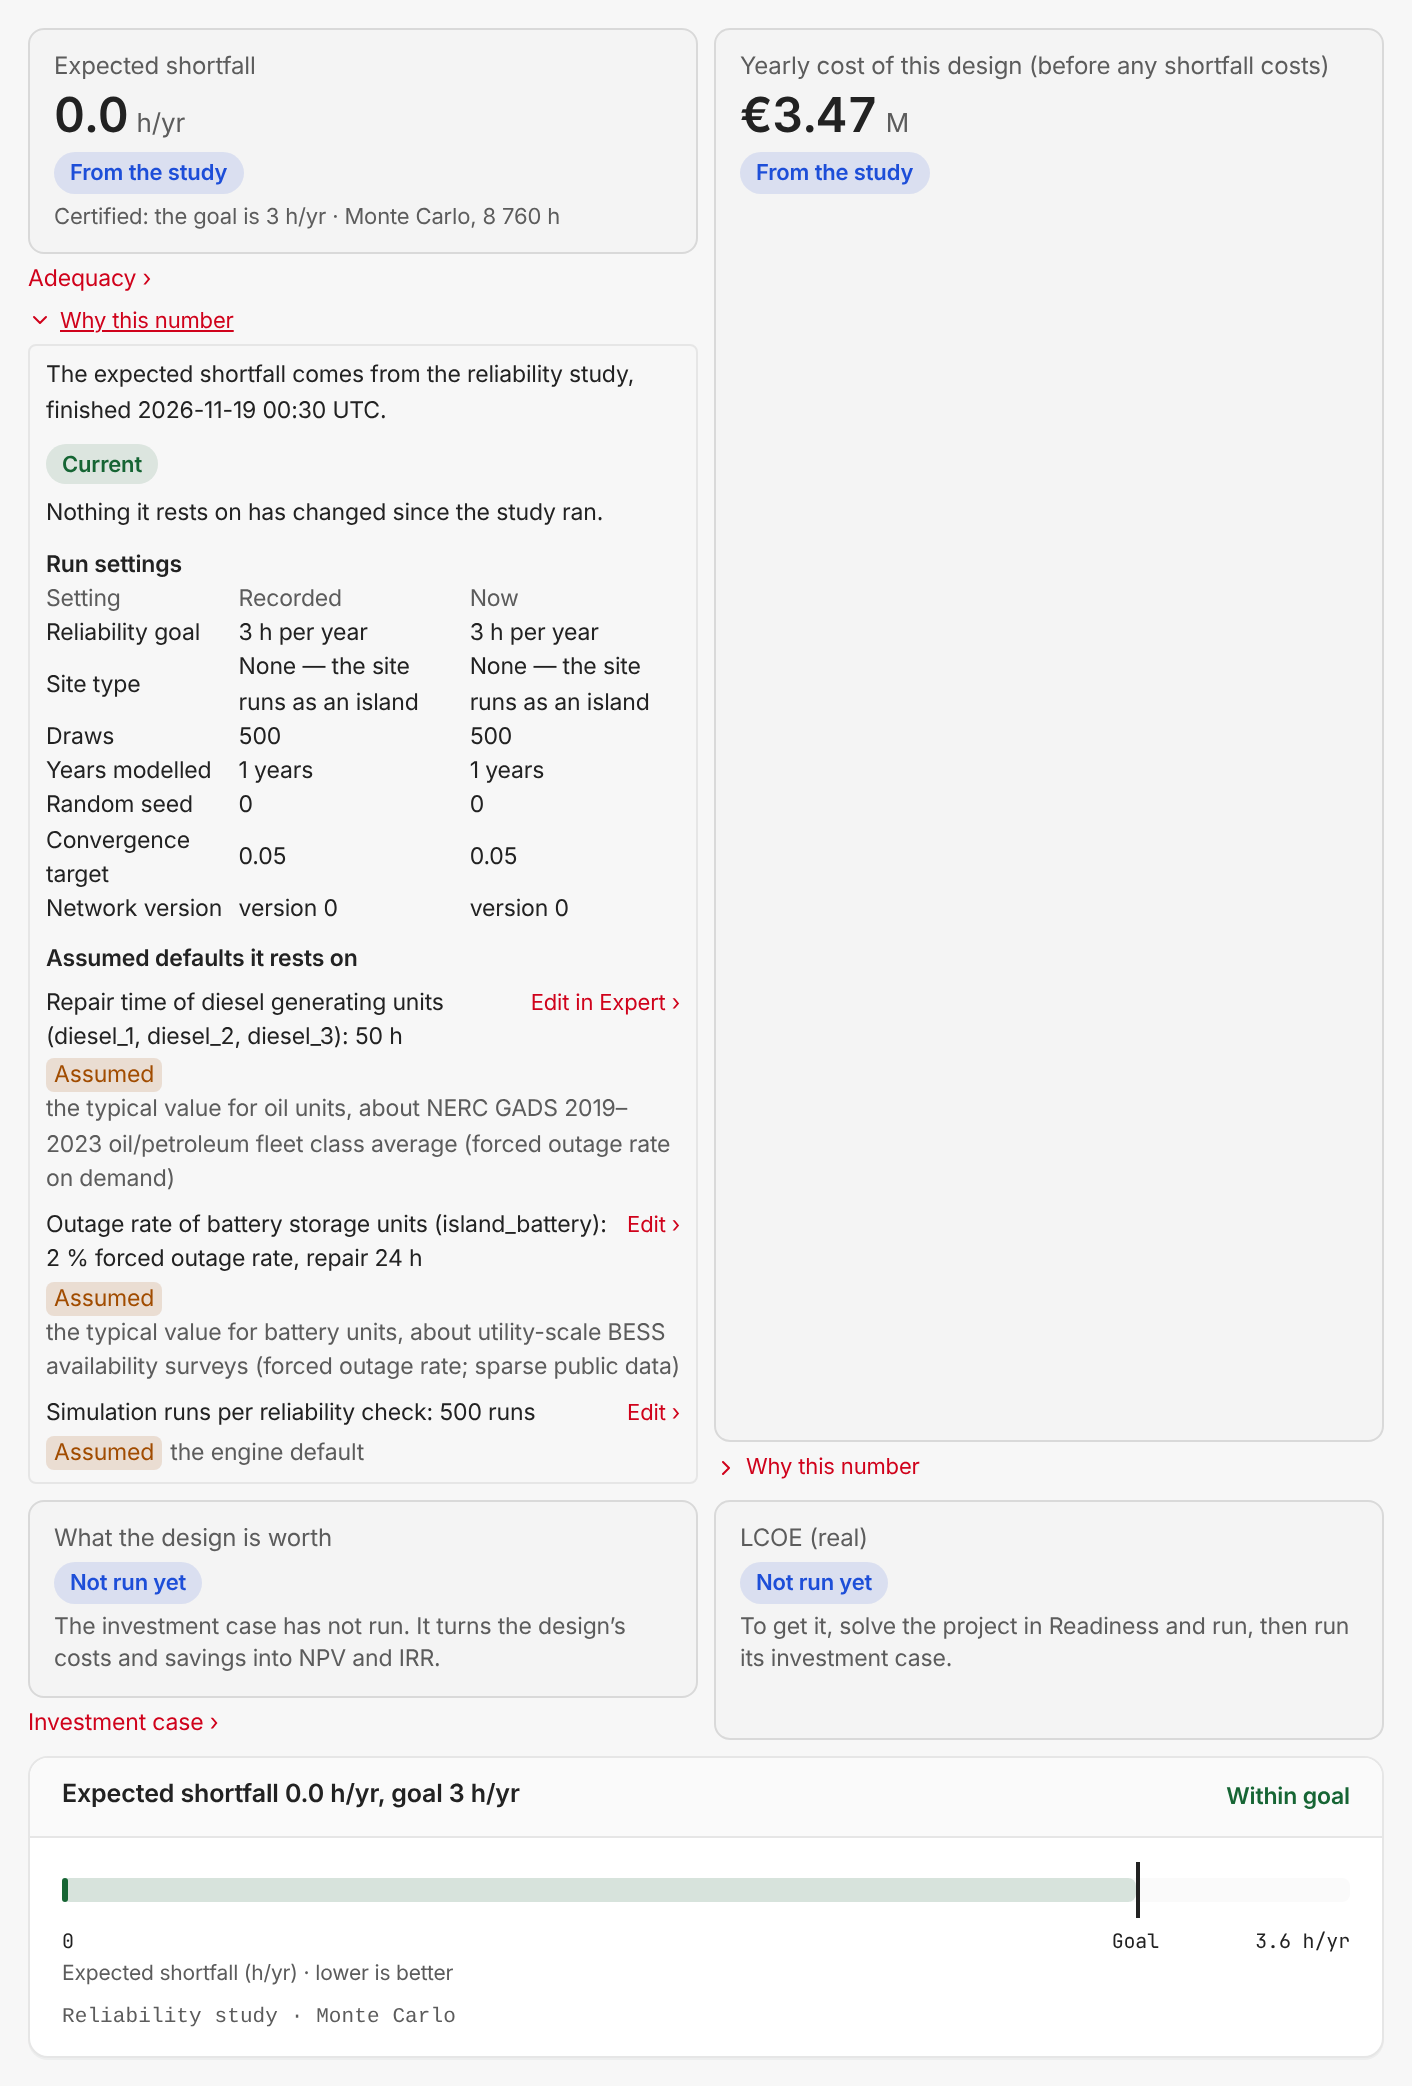 Expected shortfall
0.0 h/yr
From the study
Certified: the goal is 3 h/yr · Monte Carlo, 8 760 h
Adequacy ›
Why this number
The expected shortfall comes from the reliability study,
finished 2026-11-19 00:30 UTC.
Current
Nothing it rests on has changed since the study ran.
Run settings
Setting Recorded Now
Reliability goal 3 h per year 3 h per year
Site type None — the site runs as an island None — the site runs as an island
Draws 500 500
Years modelled 1 years 1 years
Random seed 0 0
Convergence target 0.05 0.05
Network version version 0 version 0
Assumed defaults it rests on
Repair time of diesel generating units Edit in Expert ›
(diesel_1, diesel_2, diesel_3): 50 h
Assumed
the typical value for oil units, about NERC GADS 2019–
2023 oil/petroleum fleet class average (forced outage rate
on demand)
Outage rate of battery storage units (island_battery): Edit ›
2 % forced outage rate, repair 24 h
Assumed
the typical value for battery units, about utility-scale BESS
availability surveys (forced outage rate; sparse public data)
Simulation runs per reliability check: 500 runs Edit ›
Assumed the engine default
Yearly cost of this design (before any shortfall costs)
€3.47 M
From the study
Why this number
What the design is worth
Not run yet
The investment case has not run. It turns the design’s
costs and savings into NPV and IRR.
Investment case ›
LCOE (real)
Not run yet
To get it, solve the project in Readiness and run, then run
its investment case.
Expected shortfall 0.0 h/yr, goal 3 h/yr
Within goal
0 Goal 3.6 h/yr
Expected shortfall (h/yr) · lower is better
Reliability study · Monte Carlo